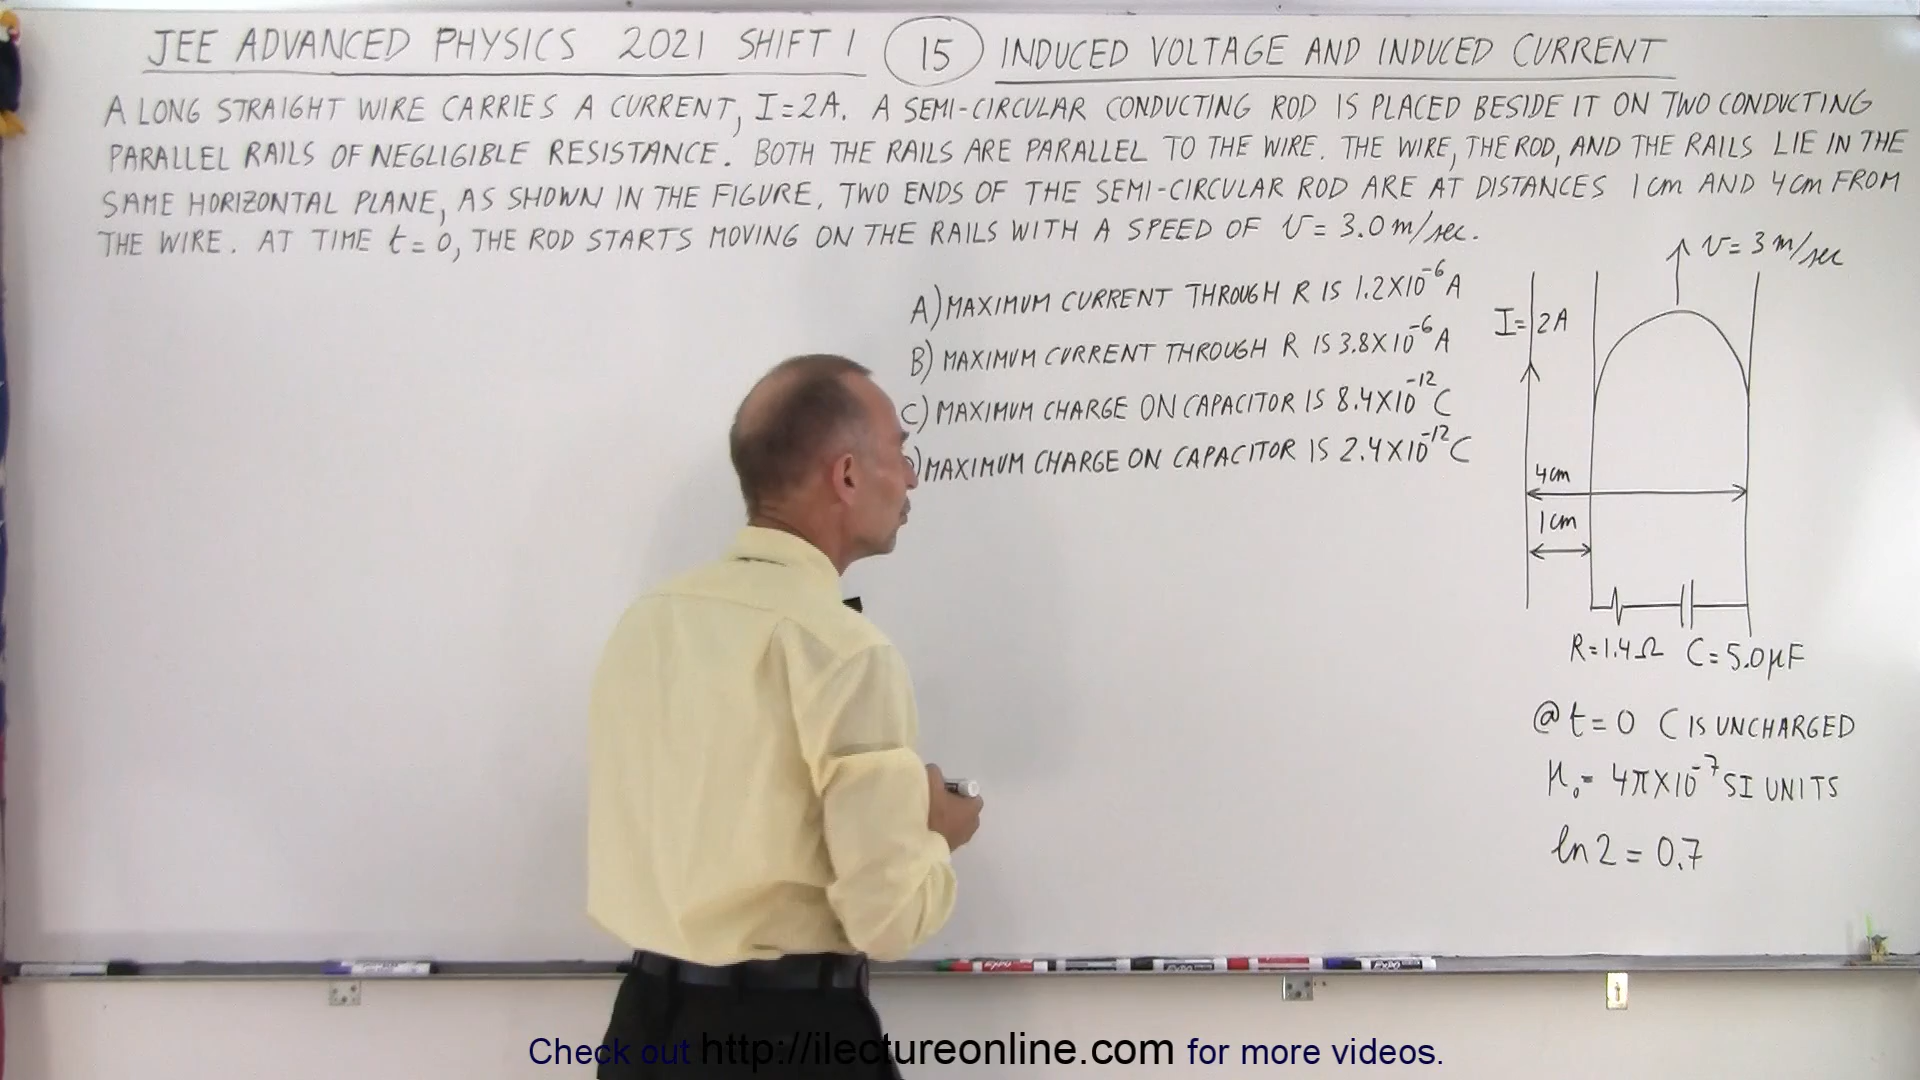 JEE ADVANCED PHYSICS 2021 SHIFT 1 15 INDUCED VOLTAGE AND INDUCED CURRENT
A LONG STRAIGHT WIRE CARRIES A CURRENT, I=2A. A SEMI-CIRCULAR CONDUCTING ROD IS PLACED BESIDE IT ON TWO CONDUCTING
PARALLEL RAILS OF NEGLIGIBLE RESISTANCE. BOTH THE RAILS ARE PARALLEL TO THE WIRE. THE WIRE, THE ROD, AND THE RAILS LIE IN THE
SAME HORIZONTAL PLANE, AS SHOWN IN THE FIGURE, TWO ENDS OF THE SEMI-CIRCULAR ROD ARE AT DISTANCES 1cm AND 4cm FROM
THE WIRE. AT TIME t=0, THE ROD STARTS MOVING ON THE RAILS WITH A SPEED OF v=3.0m/sec.
A) MAXIMUM CURRENT THROUGH R IS 1.2X10⁻⁶A
B) MAXIMUM CURRENT THROUGH R IS 3.8X10⁻⁶A
C) MAXIMUM CHARGE ON CAPACITOR IS 8.4X10⁻¹²C
) MAXIMUM CHARGE ON CAPACITOR IS 2.4X10⁻¹²C
v=3m/sec
I=2A
4cm
1cm
R=1.4Ω C=5.0μF
@ t=0 C IS UNCHARGED
μ₀= 4πX10⁻⁷ SI UNITS
ln2=0.7
EXPO
Check out http://ilectureonline.com for more videos.